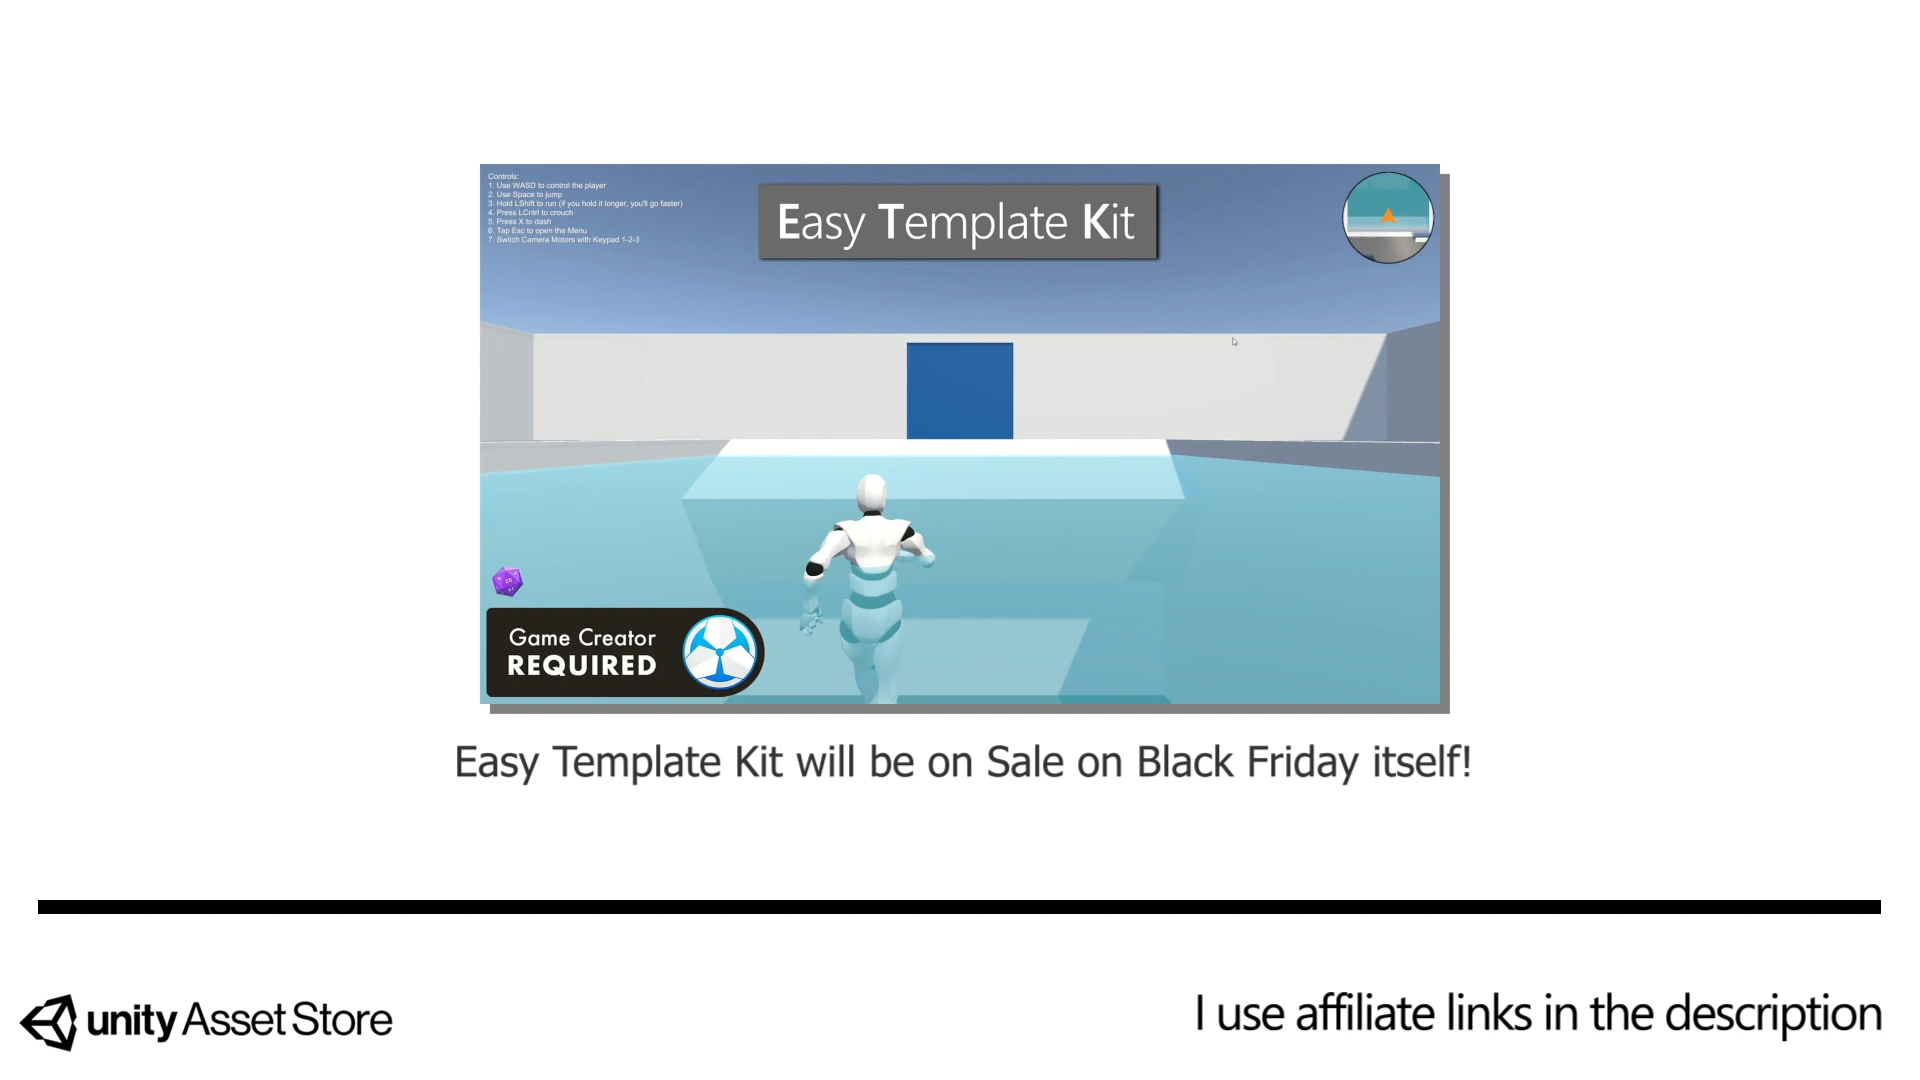 Controls:
1. Use WASD to control the player
2. Use Space to jump
3. Hold LShift to run (if you hold it longer, you'll go faster)
4. Press LCntrl to crouch
5. Press X to dash
6. Tap Esc to open the Menu
7. Switch Camera Motors with Keypad 1-2-3
Easy Template Kit
20
Game Creator
REQUIRED
Easy Template Kit will be on Sale on Black Friday itself!
unity Asset Store
I use affiliate links in the description